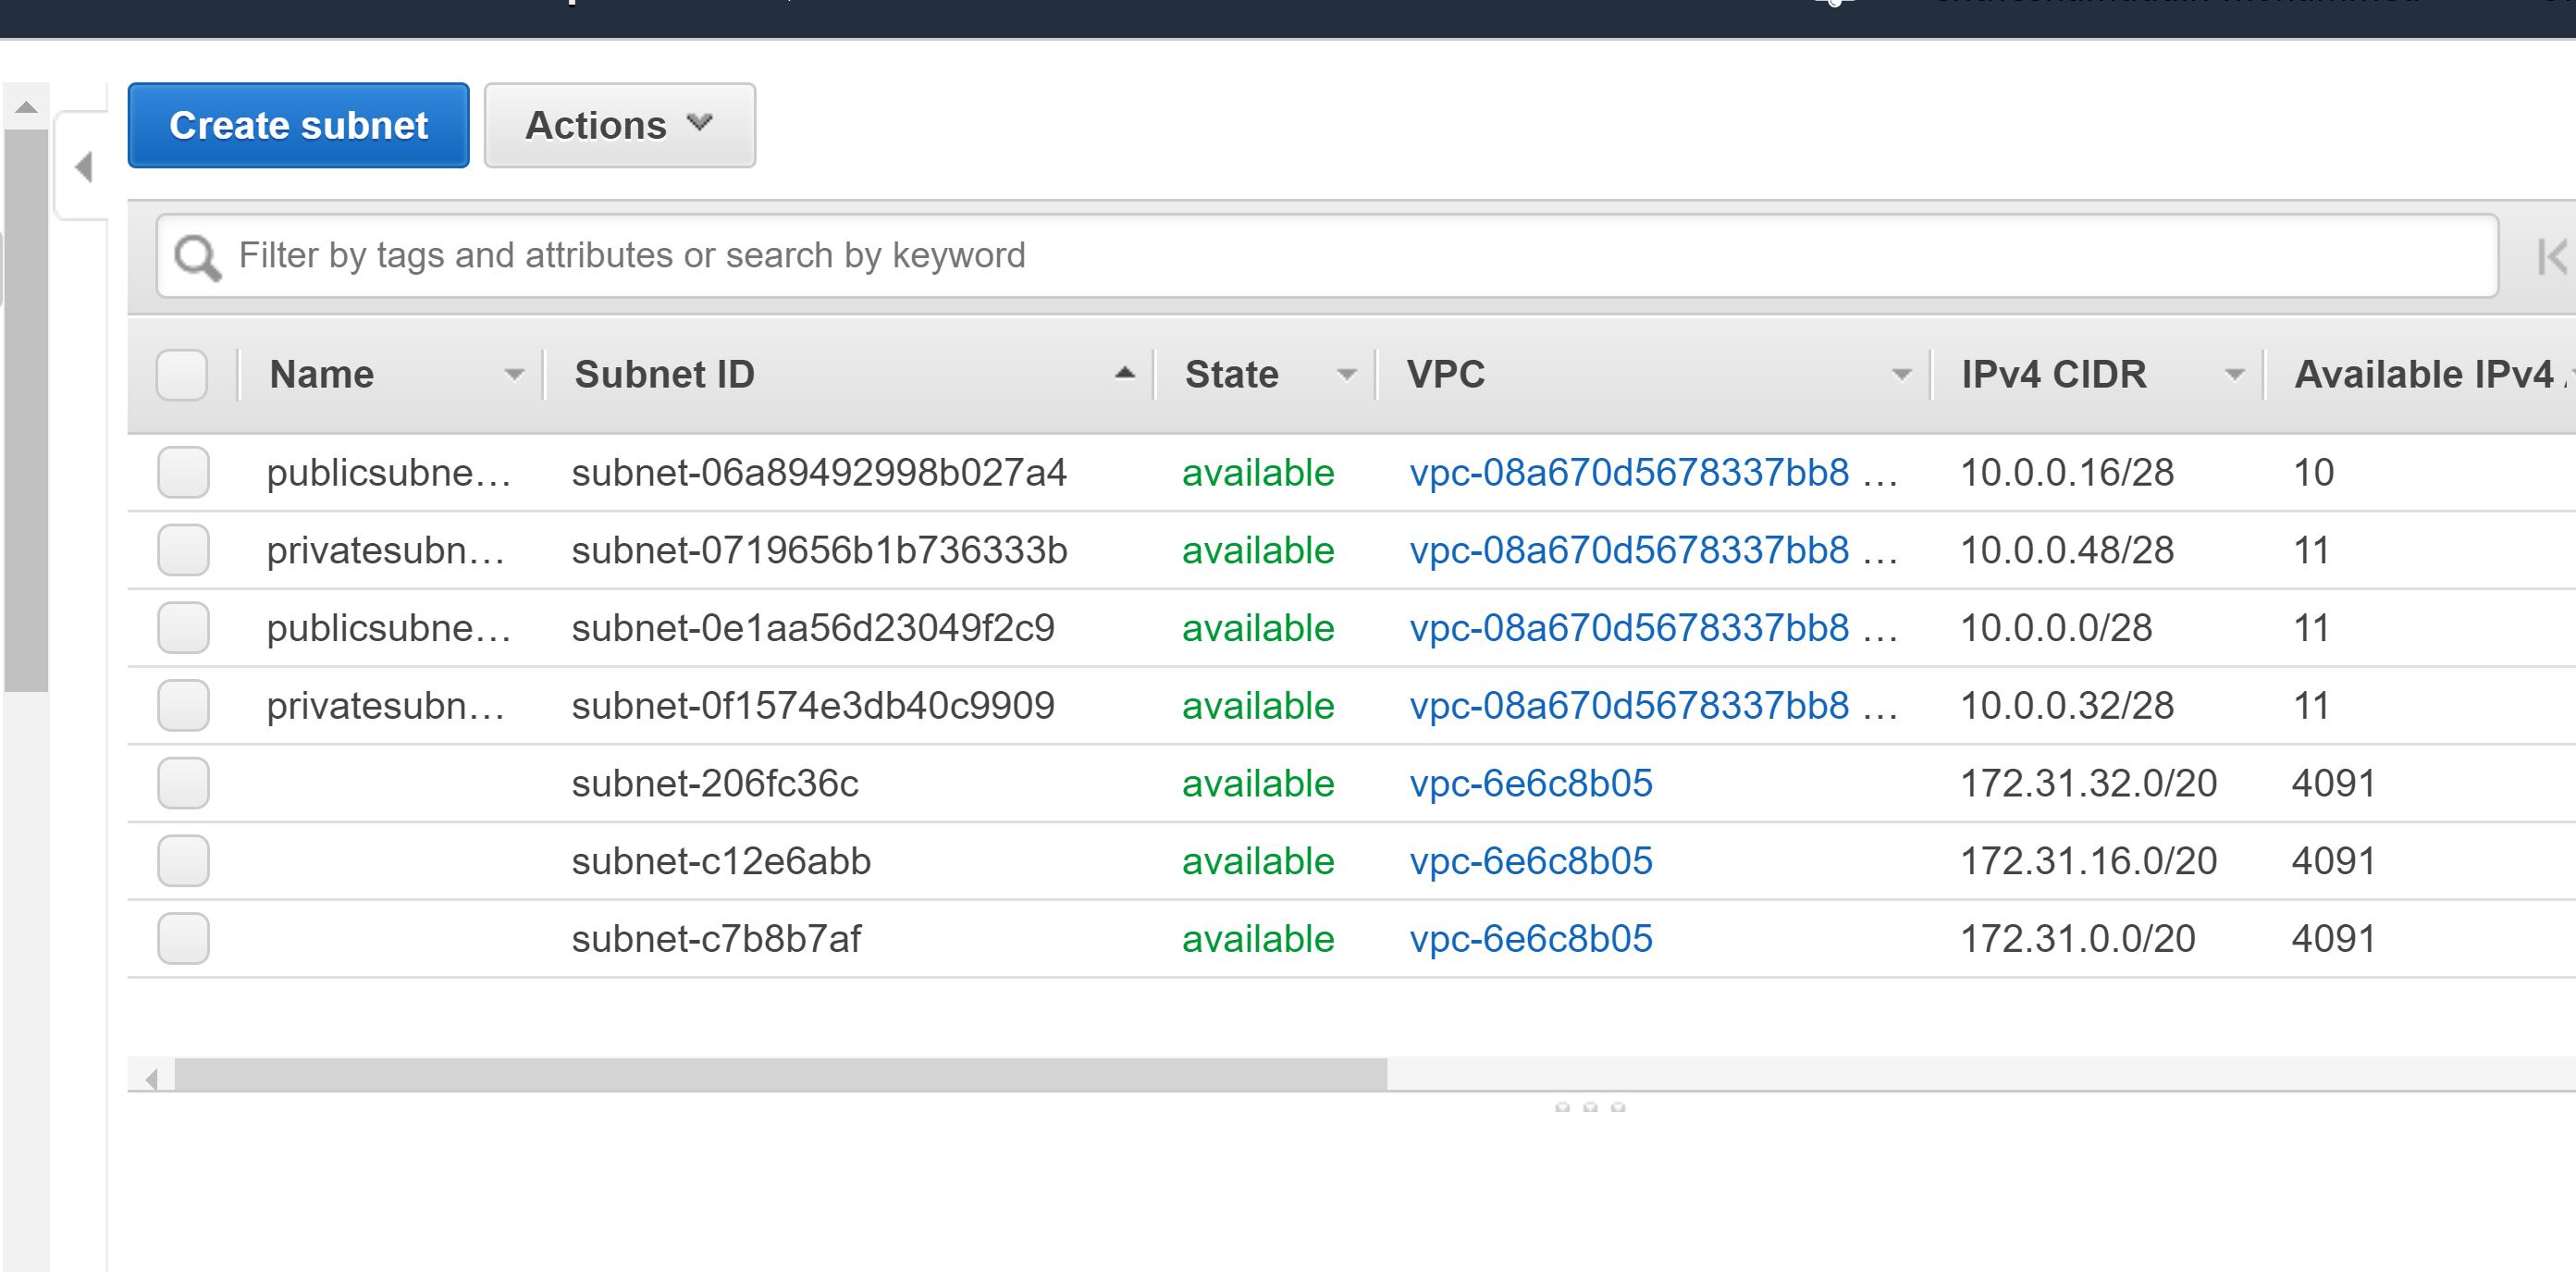 Create subnet Actions
Filter by tags and attributes or search by keyword
Name Subnet ID State VPC IPv4 CIDR Available IPv4
publicsubne... subnet-06a89492998b027a4 available vpc-08a670d5678337bb8 ... 10.0.0.16/28 10
privatesubn... subnet-0719656b1b736333b available vpc-08a670d5678337bb8 ... 10.0.0.48/28 11
publicsubne... subnet-0e1aa56d23049f2c9 available vpc-08a670d5678337bb8 ... 10.0.0.0/28 11
privatesubn... subnet-0f1574e3db40c9909 available vpc-08a670d5678337bb8 ... 10.0.0.32/28 11
subnet-206fc36c available vpc-6e6c8b05 172.31.32.0/20 4091
subnet-c12e6abb available vpc-6e6c8b05 172.31.16.0/20 4091
subnet-c7b8b7af available vpc-6e6c8b05 172.31.0.0/20 4091